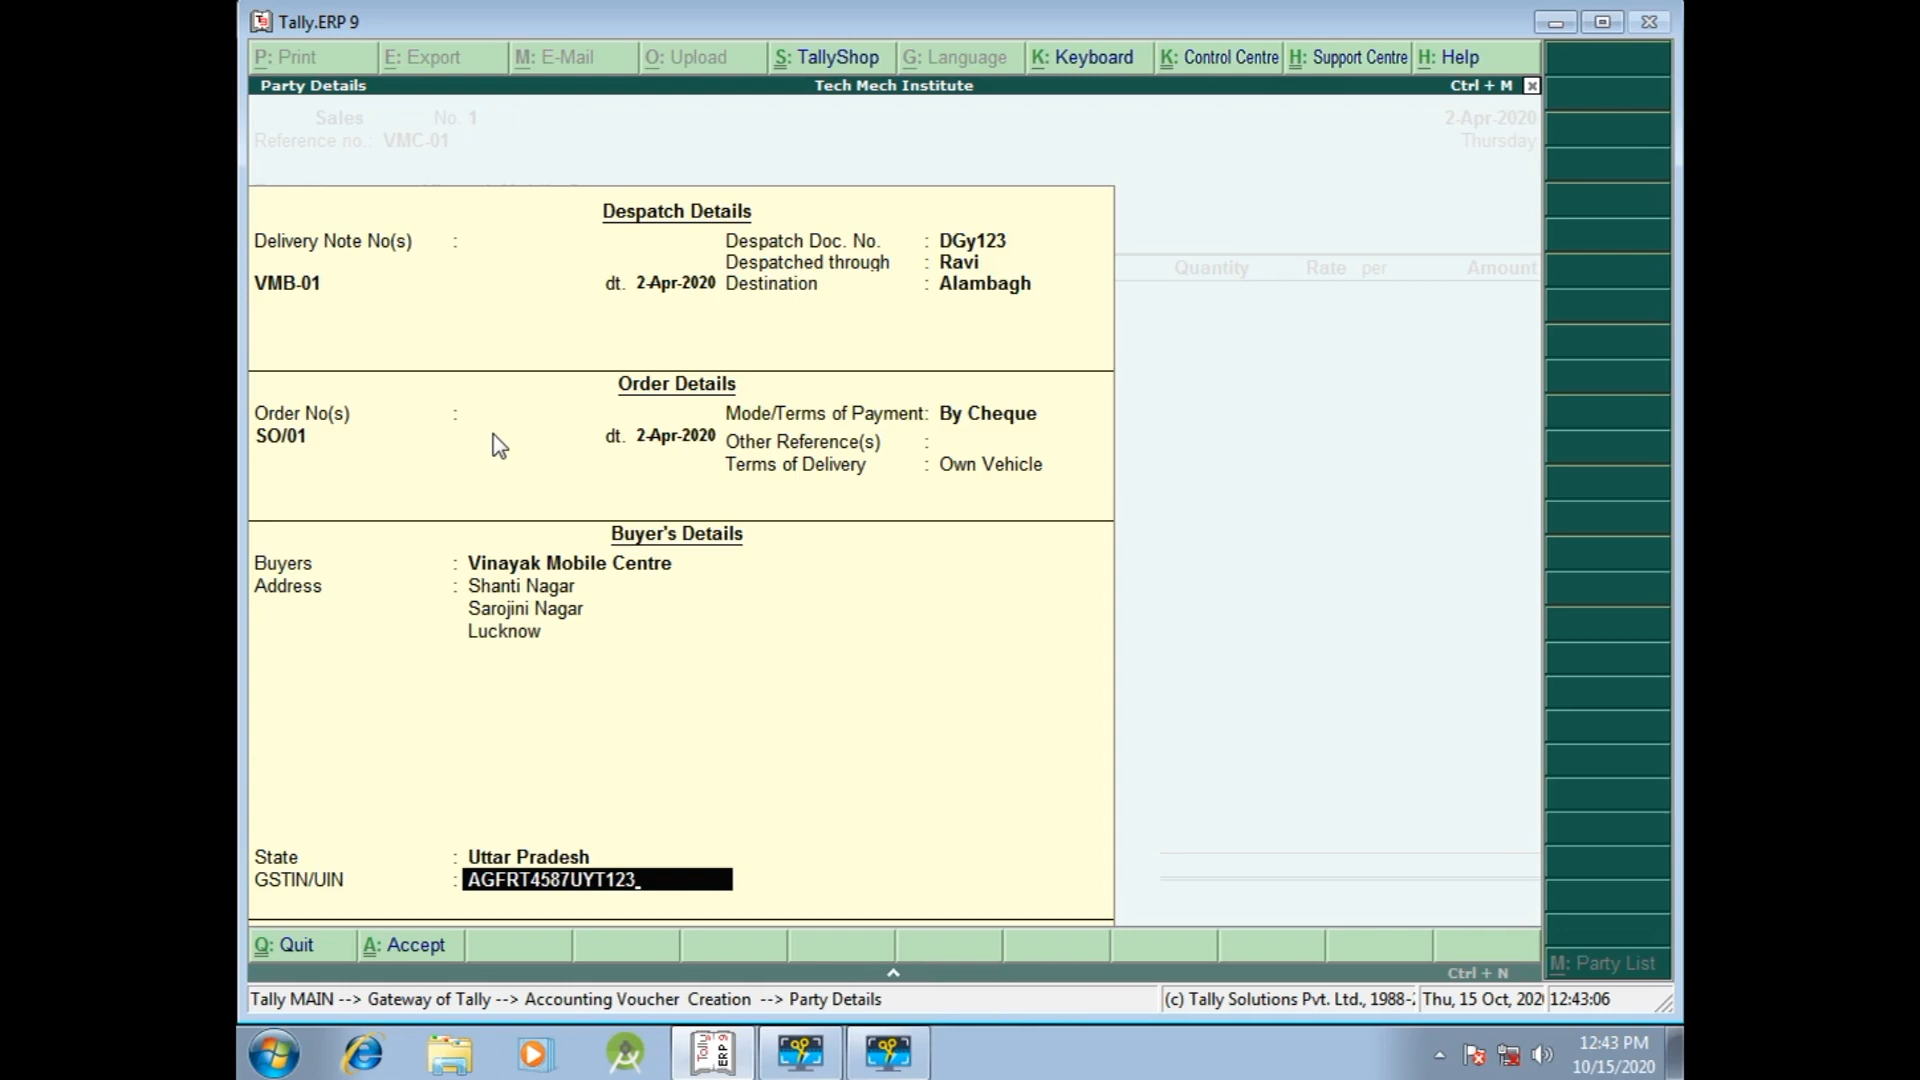 Tally.ERP 9
P: Print E: Export M: E-Mail O: Upload S: TallyShop G: Language K: Keyboard K: Control Centre H: Support Centre H: Help
Party Details Tech Mech Institute Ctrl + M
Sales No. 1 2-Apr-2020
Reference no.: VMC-01 Thursday
Despatch Details
Delivery Note No(s) : Despatch Doc. No. : DGy123
Despatched through : Ravi
VMB-01 dt. 2-Apr-2020 Destination : Alambagh
Quantity Rate per Amount
Order Details
Order No(s) : Mode/Terms of Payment: By Cheque
SO/01 dt. 2-Apr-2020 Other Reference(s) :
Terms of Delivery : Own Vehicle
Buyer's Details
Buyers : Vinayak Mobile Centre
Address : Shanti Nagar
Sarojini Nagar
Lucknow
State : Uttar Pradesh
GSTIN/UIN : AGFRT4587UYT123
Q: Quit A: Accept
Ctrl + N M: Party List
Tally MAIN --> Gateway of Tally --> Accounting Voucher Creation --> Party Details (c) Tally Solutions Pvt. Ltd., 1988-2 Thu, 15 Oct, 202 12:43:06
Tally ERP 9
12:43 PM
10/15/2020